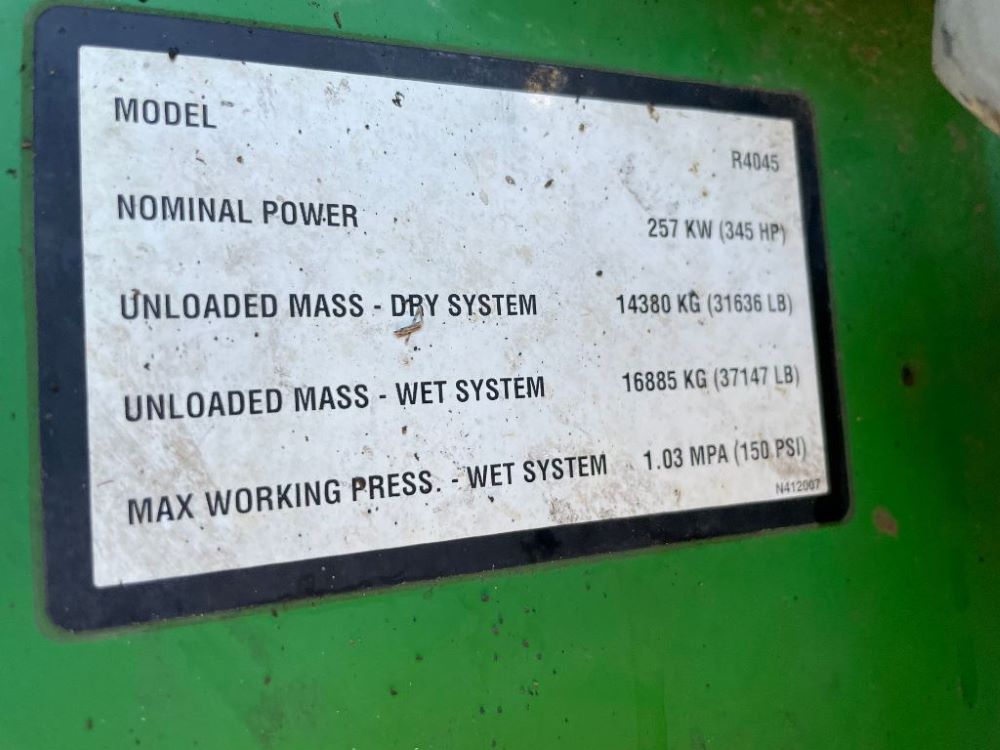 MODEL R4045
NOMINAL POWER 257 KW (345 HP)
UNLOADED MASS - DRY SYSTEM 14380 KG (31636 LB)
UNLOADED MASS - WET SYSTEM 16885 KG (37147 LB)
MAX WORKING PRESS. - WET SYSTEM 1.03 MPA (150 PSI)
N412007